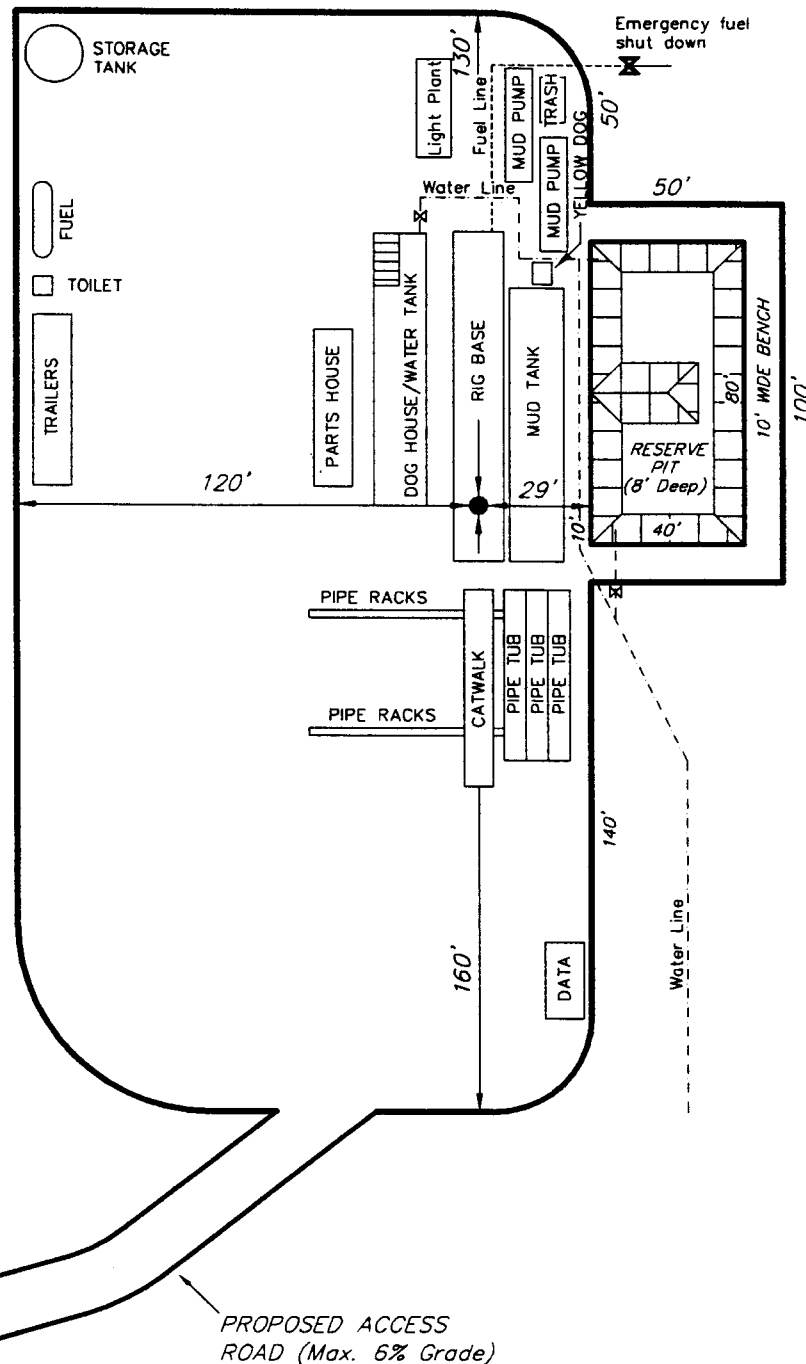 STORAGE
TANK
130'
Emergency fuel
shut down
Light Plant
Fuel Line
MUD PUMP
TRASH
50'
MUD PUMP
YELLOW DOG
Water Line
50'
FUEL
TOILET
TRAILERS
PARTS HOUSE
DOG HOUSE/WATER TANK
RIG BASE
MUD TANK
80'
10' WIDE BENCH
100'
RESERVE
PIT
(8' Deep)
120'
29'
10'
40'
PIPE RACKS
CATWALK
PIPE TUB
PIPE TUB
PIPE TUB
PIPE RACKS
140'
160'
DATA
Water Line
PROPOSED ACCESS
ROAD (Max. 6% Grade)